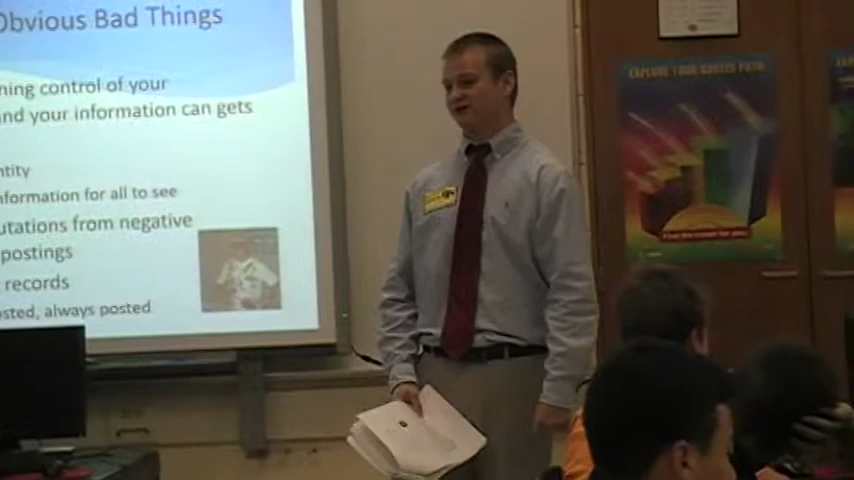 Obvious Bad Things
ning control of your
and your information can gets
ntity
nformation for all to see
utations from negative
postings
records
osted, always posted
EXPLORE YOUR CAREER PATH